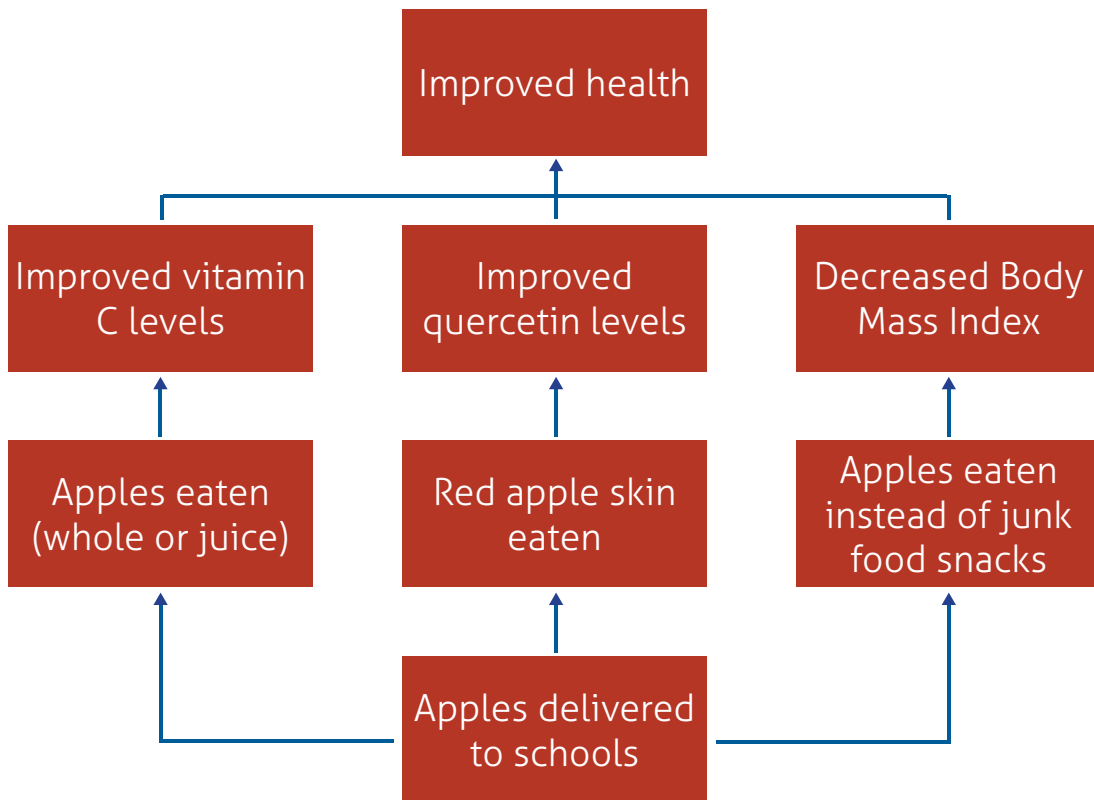 Improved health
Improved vitamin
C levels
Improved
quercetin levels
Decreased Body
Mass Index
Apples eaten
(whole or juice)
Red apple skin
eaten
Apples eaten
instead of junk
food snacks
Apples delivered
to schools